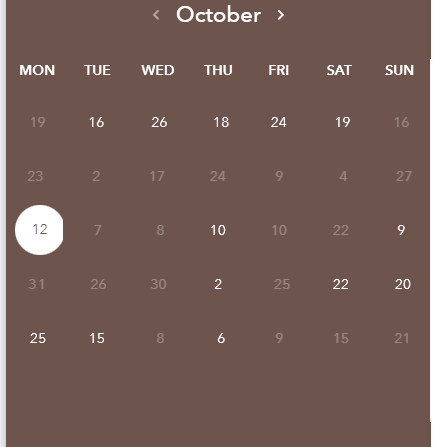 ‹ October ›
MON TUE WED THU FRI SAT SUN
19 16 26 18 24 19 16
23 2 17 24 9 4 27
12 7 8 10 10 22 9
31 26 30 2 25 22 20
25 15 8 6 9 15 21